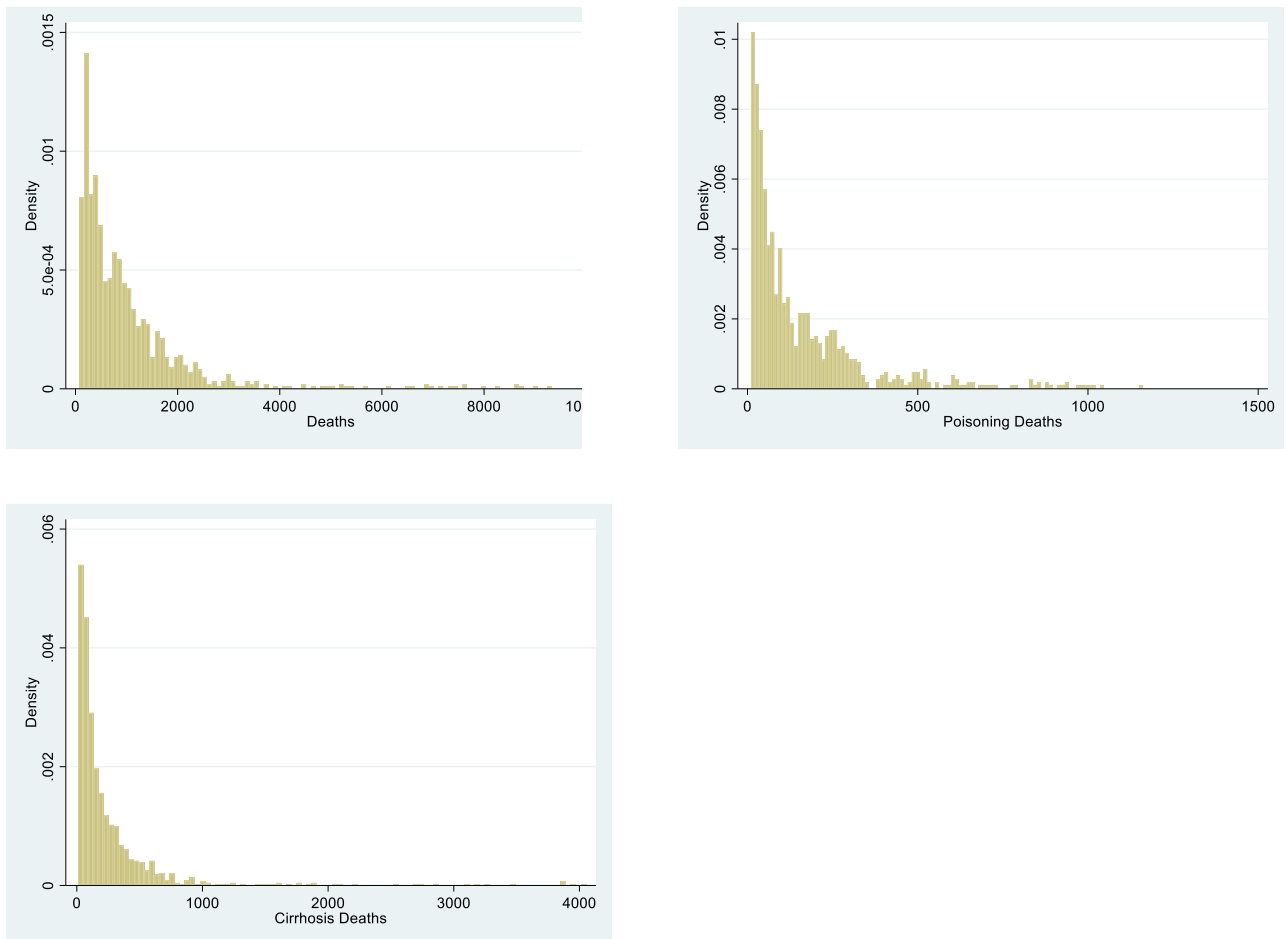 .0015
.001
5.0e-04
0
Density
0 2000 4000 6000 8000 10
Deaths
.01
.008
.006
.004
.002
0
Density
0 500 1000 1500
Poisoning Deaths
.006
.004
.002
0
Density
0 1000 2000 3000 4000
Cirrhosis Deaths